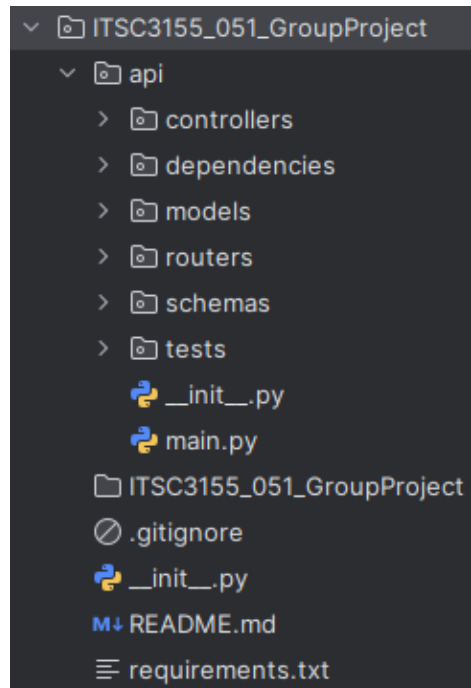 ITSC3155_051_GroupProject
api
controllers
dependencies
models
routers
schemas
tests
__init__.py
main.py
ITSC3155_051_GroupProject
.gitignore
__init__.py
M↓ README.md
requirements.txt